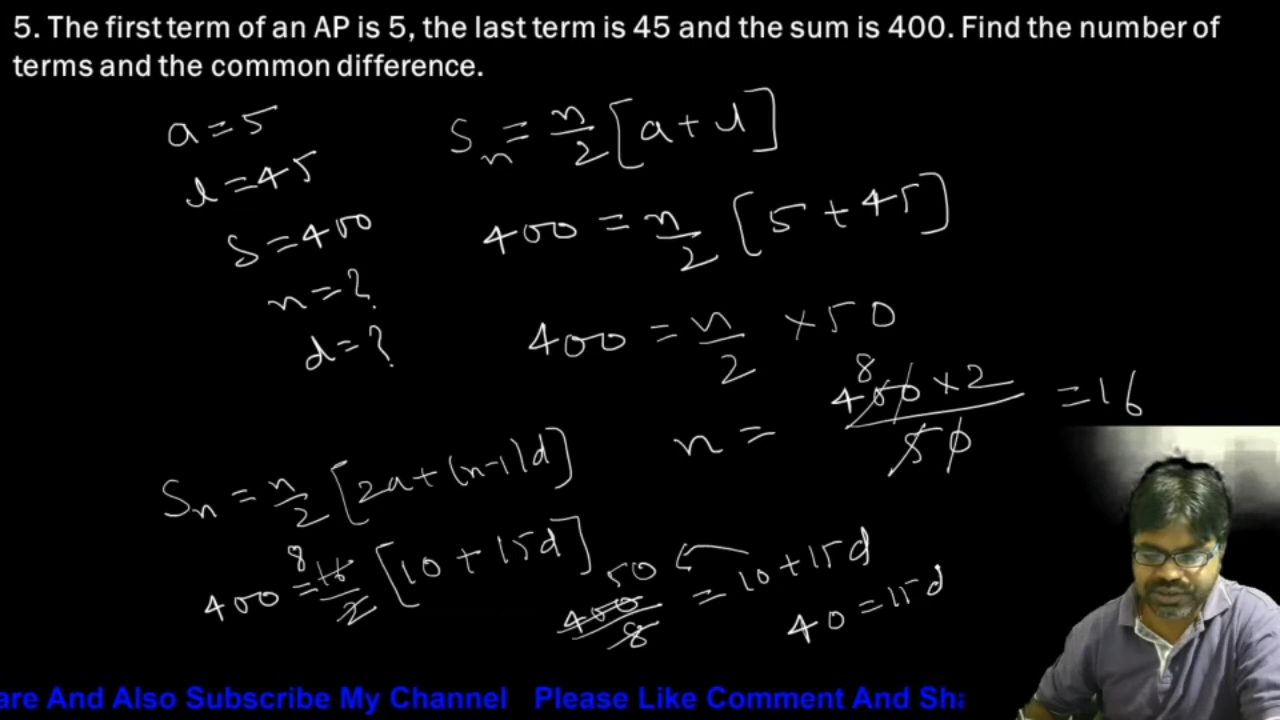 5. The first term of an AP is 5, the last term is 45 and the sum is 400. Find the number of
terms and the common difference.
a = 5
l = 45
S = 400
n = ?
d = ?
Sn = n/2 [a + l]
400 = n/2 [5 + 45]
400 = n/2 × 50
n = 8 400 × 2 / 50 = 16
Sn = n/2 [2a + (n-1)d]
400 = 8 16/2 [10 + 15d]
50 400/8 = 10 + 15d
40 = 15d
are And Also Subscribe My Channel Please Like Comment And Sha